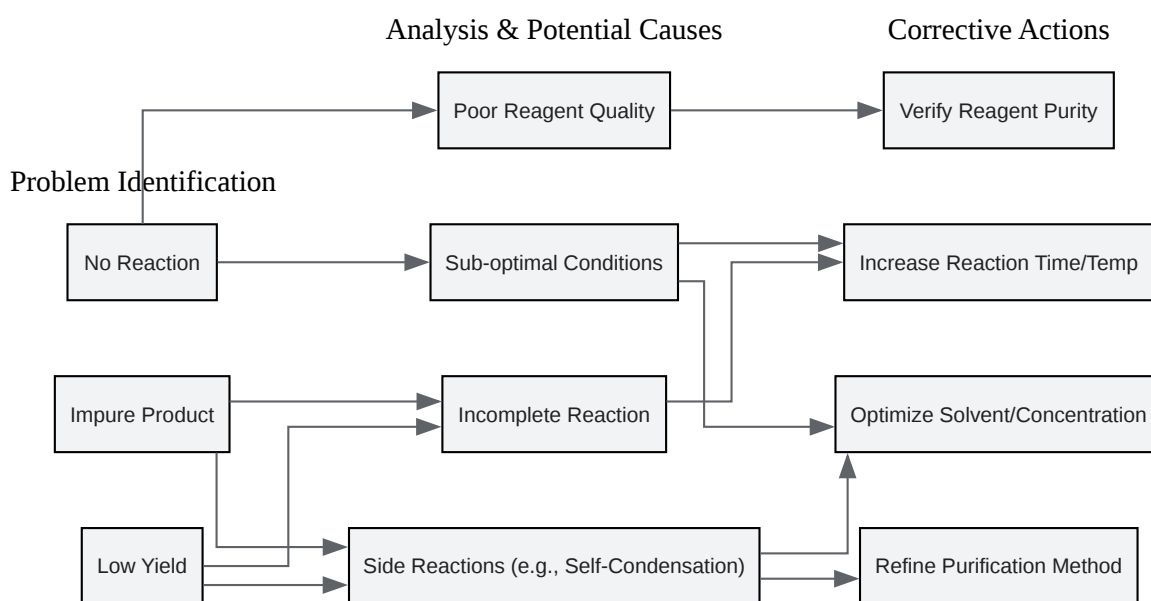 Analysis & Potential Causes
Corrective Actions
Poor Reagent Quality
Verify Reagent Purity
Problem Identification
No Reaction
Sub-optimal Conditions
Increase Reaction Time/Temp
Impure Product
Incomplete Reaction
Optimize Solvent/Concentration
Low Yield
Side Reactions (e.g., Self-Condensation)
Refine Purification Method